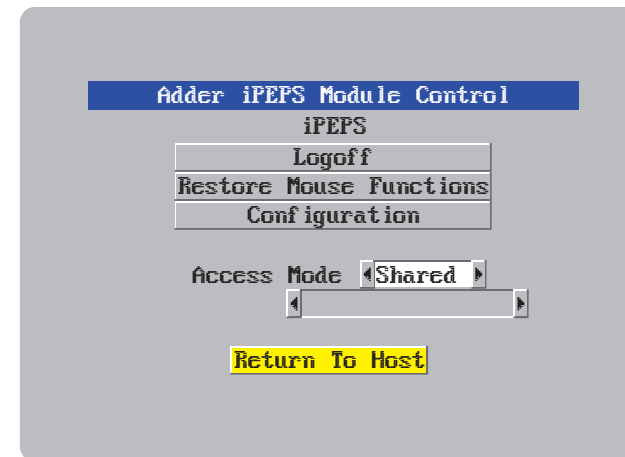 Adder iPEPS Module Control
iPEPS
Logoff
Restore Mouse Functions
Configuration
Access Mode Shared
Return To Host